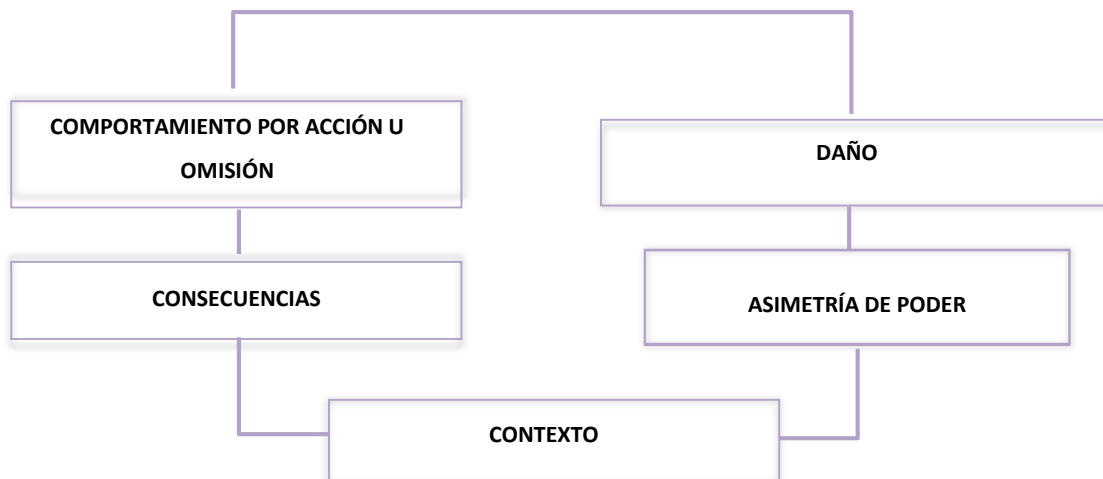 COMPORTAMIENTO POR ACCIÓN U
OMISIÓN
DAÑO
CONSECUENCIAS
ASIMETRÍA DE PODER
CONTEXTO